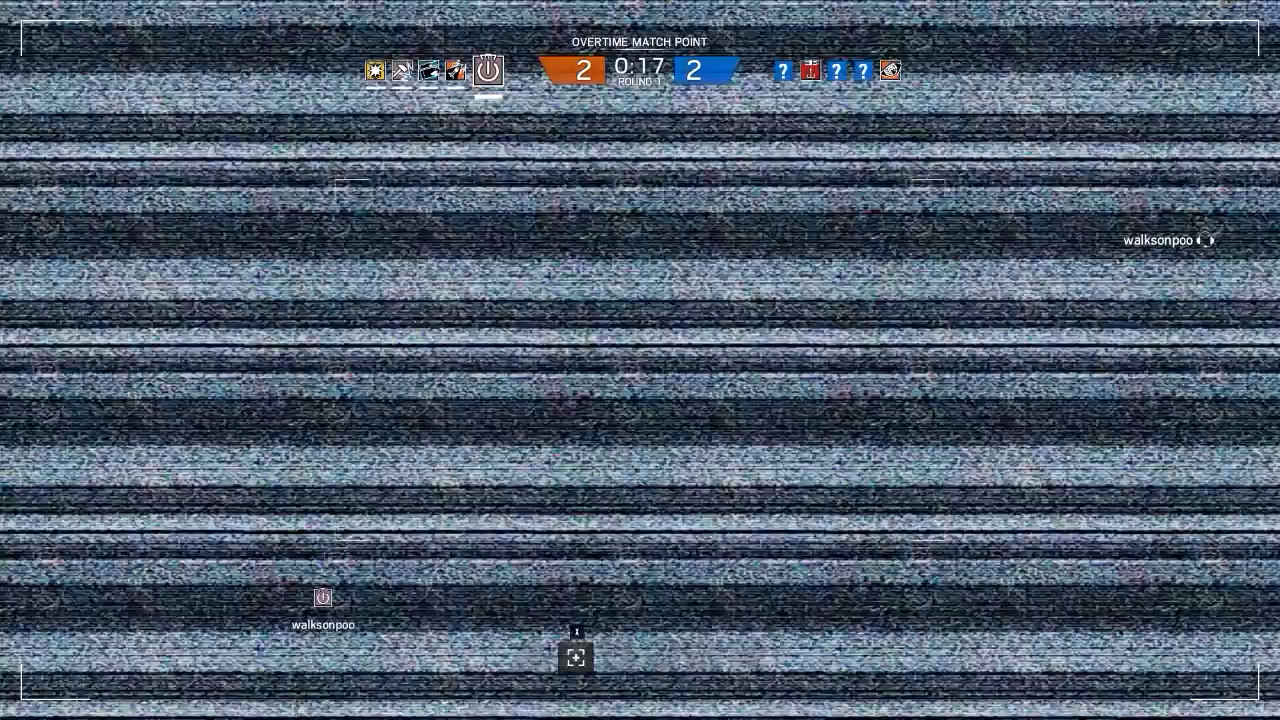 OVERTIME MATCH POINT
2 0:17 2
ROUND 1
? ? ? ?
walksonpoo
walksonpoo